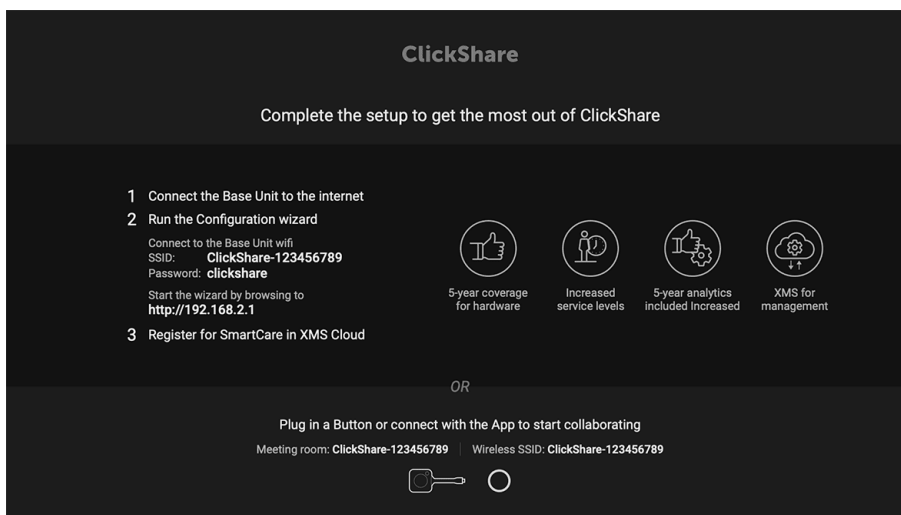 ClickShare
Complete the setup to get the most out of ClickShare
1 Connect the Base Unit to the internet
2 Run the Configuration wizard
Connect to the Base Unit wifi
SSID: ClickShare-123456789
Password: clickshare
Start the wizard by browsing to
http://192.168.2.1
3 Register for SmartCare in XMS Cloud
5-year coverage
for hardware
Increased
service levels
5-year analytics
included Increased
XMS for
management
OR
Plug in a Button or connect with the App to start collaborating
Meeting room: ClickShare-123456789 | Wireless SSID: ClickShare-123456789